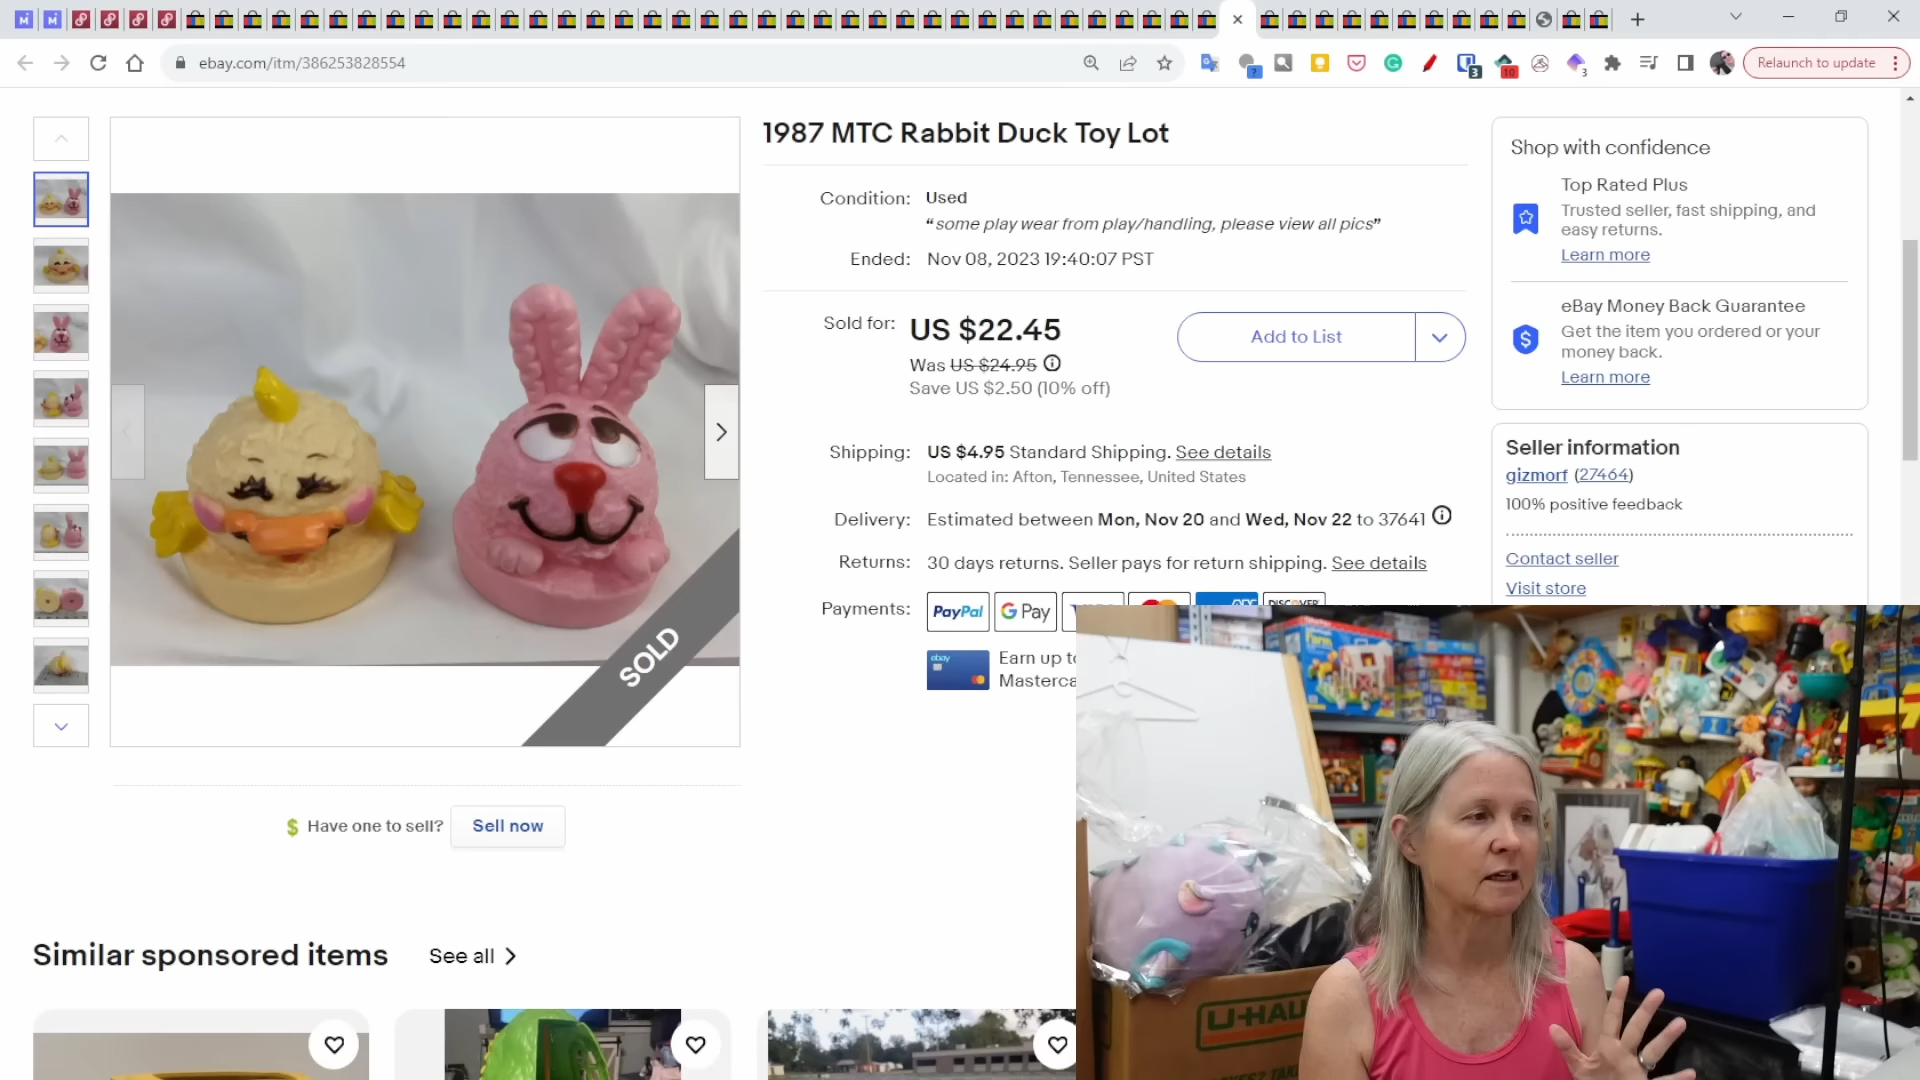 ebay.com/itm/386253828554
Relaunch to update
1987 MTC Rabbit Duck Toy Lot
Condition: Used
“some play wear from play/handling, please view all pics”
Ended: Nov 08, 2023 19:40:07 PST
Sold for: US $22.45
Was US $24.95
Save US $2.50 (10% off)
Add to List
Shipping: US $4.95 Standard Shipping. See details
Located in: Afton, Tennessee, United States
Delivery: Estimated between Mon, Nov 20 and Wed, Nov 22 to 37641
Returns: 30 days returns. Seller pays for return shipping. See details
Payments: PayPal G Pay
DISCOVER
ebay
Earn up to
Masterca
SOLD
Have one to sell? Sell now
Similar sponsored items See all
Shop with confidence
Top Rated Plus
Trusted seller, fast shipping, and
easy returns.
Learn more
eBay Money Back Guarantee
Get the item you ordered or your
money back.
Learn more
Seller information
gizmorf (27464)
100% positive feedback
Contact seller
Visit store
U-HAU